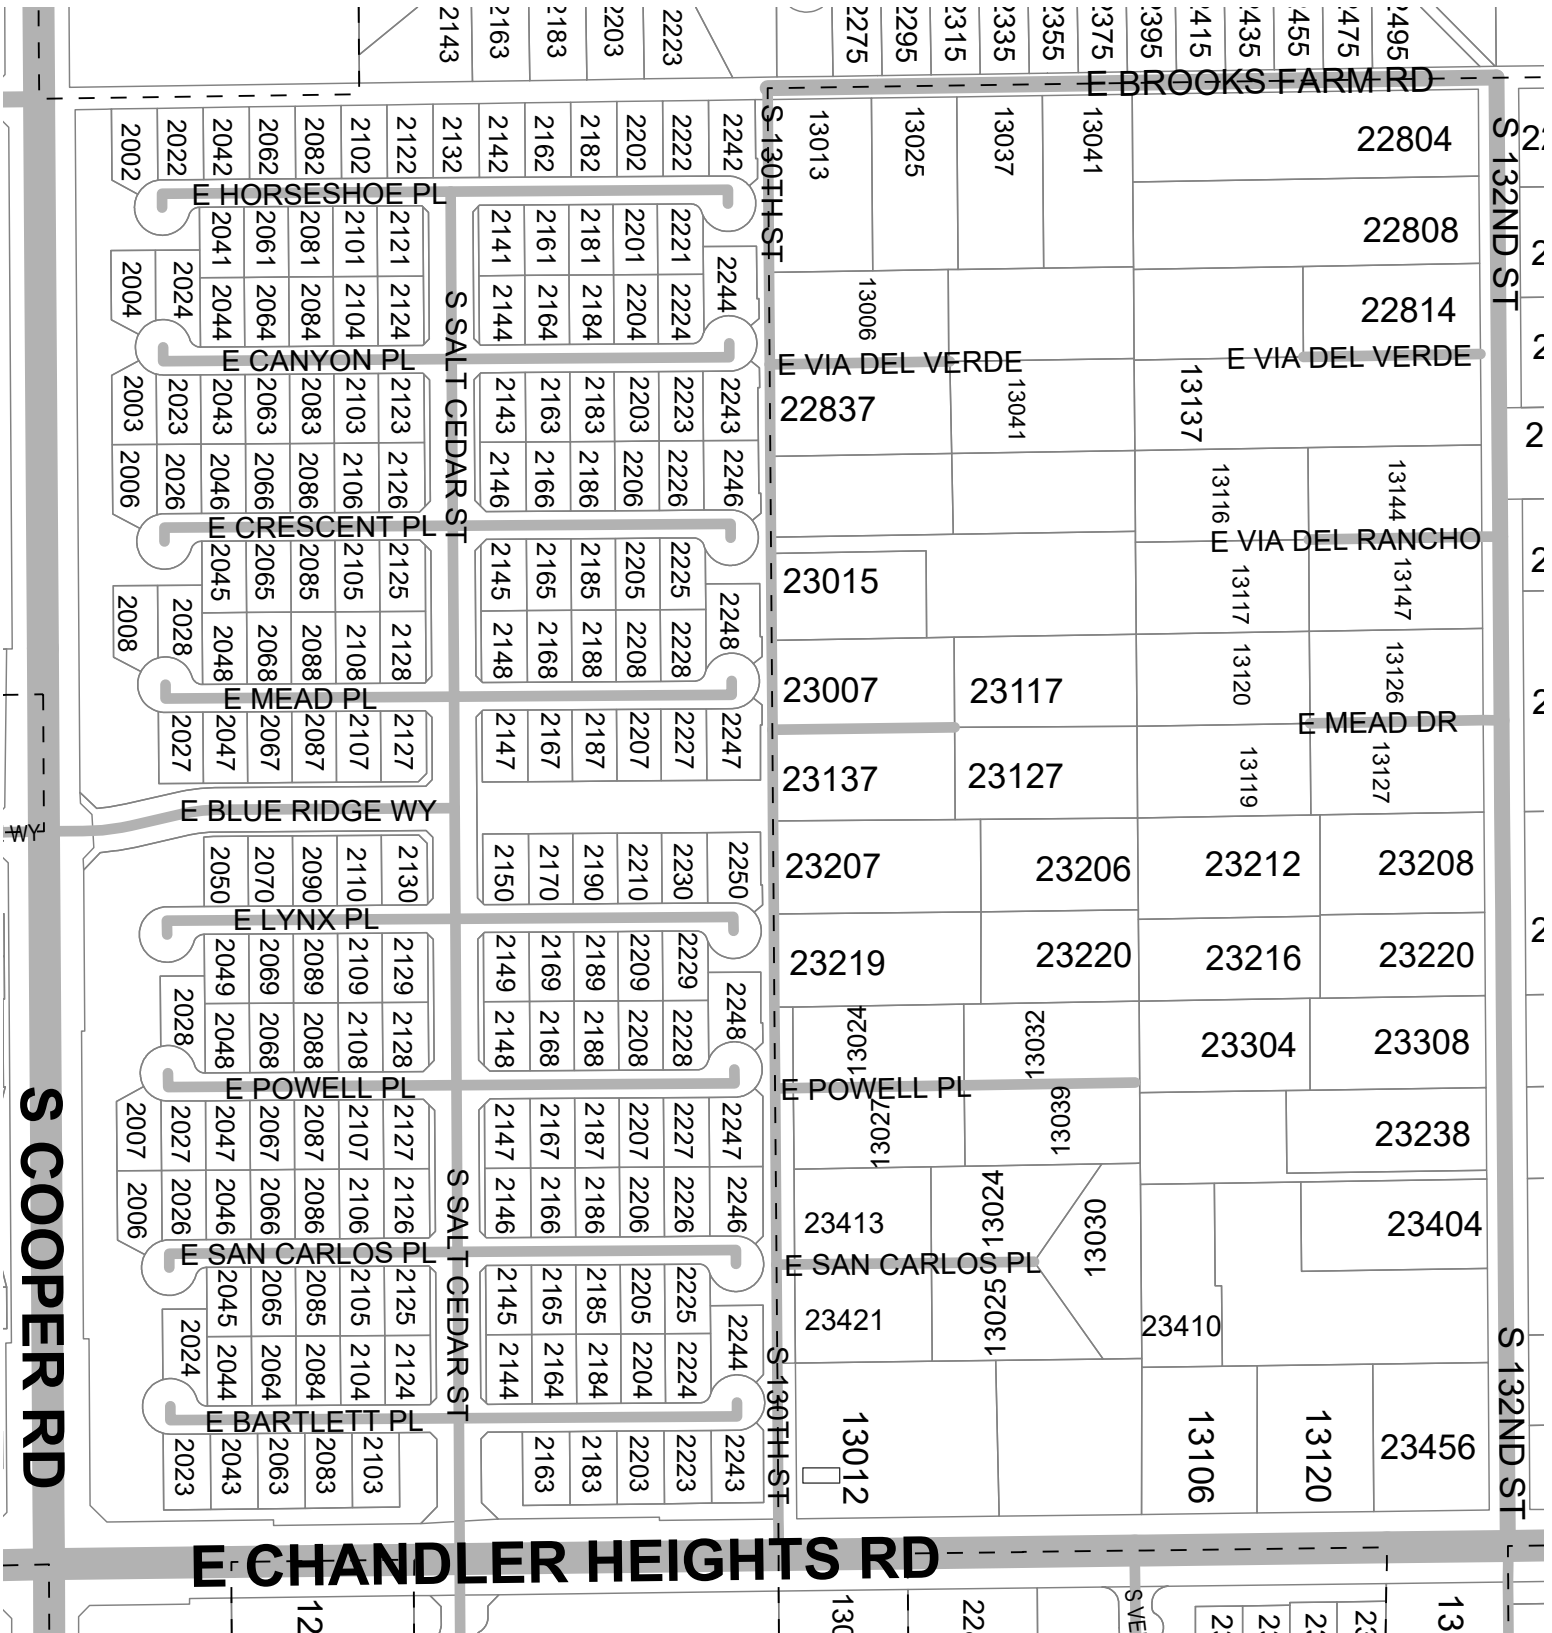 2143 2163 2183 2203 2223 2275 2295 2315 2335 2355 2375 2395 2415 2435 2455 2475 2495
E BROOKS FARM RD
2002 2022 2042 2062 2082 2102 2122 2132 2142 2162 2182 2202 2222 2242
S 130TH ST
13013 13025 13037 13041 22804
S 132ND ST
E HORSESHOE PL
2041 2061 2081 2101 2121 2141 2161 2181 2201 2221
22808
2004 2024 2044 2064 2084 2104 2124 2144 2164 2184 2204 2224 2244
S SALT CEDAR ST
13006 22814
E CANYON PL
E VIA DEL VERDE
E VIA DEL VERDE
2003 2023 2043 2063 2083 2103 2123 2143 2163 2183 2203 2223 2243
22837 13041 13137
2006 2026 2046 2066 2086 2106 2126 2146 2166 2186 2206 2226 2246
13116 13144
E CRESCENT PL
E VIA DEL RANCHO
2045 2065 2085 2105 2125 2145 2165 2185 2205 2225
23015 13117 13147
2008 2028 2048 2068 2088 2108 2128 2148 2168 2188 2208 2228 2248
23007 23117 13120 13126
E MEAD PL
E MEAD DR
2027 2047 2067 2087 2107 2127 2147 2167 2187 2207 2227 2247
23137 23127 13119 13127
E BLUE RIDGE WY
WY
2050 2070 2090 2110 2130 2150 2170 2190 2210 2230 2250
23207 23206 23212 23208
E LYNX PL
2049 2069 2089 2109 2129 2149 2169 2189 2209 2229
23219 23220 23216 23220
2028 2048 2068 2088 2108 2128 2148 2168 2188 2208 2228 2248
13024 13032 23304 23308
E POWELL PL
E POWELL PL
S COOPER RD
2007 2027 2047 2067 2087 2107 2127 2147 2167 2187 2207 2227 2247
13027 13039 23238
2006 2026 2046 2066 2086 2106 2126 2146 2166 2186 2206 2226 2246
S SALT CEDAR ST
23413 13024 13030 23404
E SAN CARLOS PL
E SAN CARLOS PL
2045 2065 2085 2105 2125 2145 2165 2185 2205 2225
23421 13025 23410
2024 2044 2064 2084 2104 2124 2144 2164 2184 2204 2224 2244
S 130TH ST
S 132ND ST
E BARTLETT PL
2023 2043 2063 2083 2103 2163 2183 2203 2223 2243
13012 13106 13120 23456
E CHANDLER HEIGHTS RD
S VE